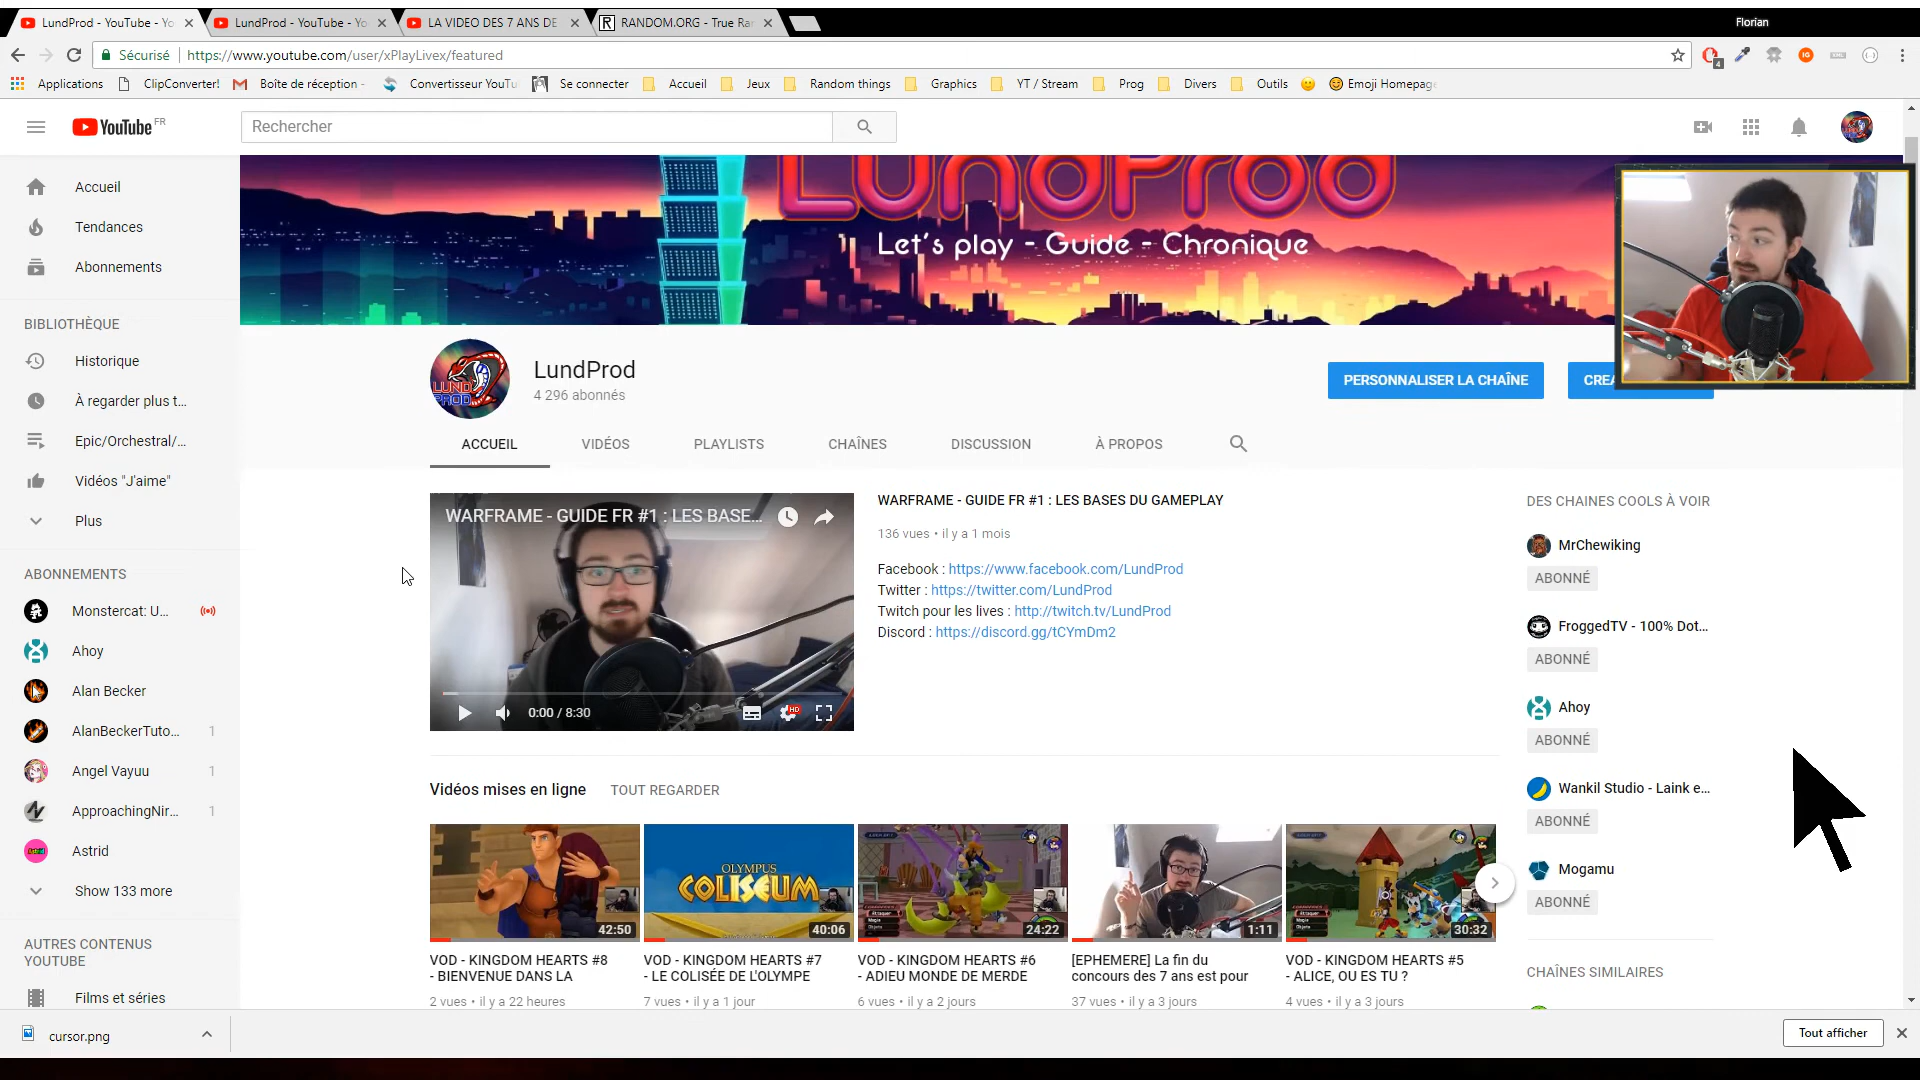 LundProd - YouTube - Yo
LundProd - YouTube - Yo
LA VIDEO DES 7 ANS DE
RANDOM.ORG - True Ra
Florian
Sécurisé
https://www.youtube.com/user/xPlayLivex/featured
4
Applications
ClipConverter!
Boîte de réception -
Convertisseur YouTu
Se connecter
Accueil
Jeux
Random things
Graphics
YT / Stream
Prog
Divers
Outils
Emoji Homepag
YouTube FR
Rechercher
Accueil
Tendances
Abonnements
BIBLIOTHÈQUE
Historique
À regarder plus t...
Epic/Orchestral/...
Vidéos "J'aime"
Plus
ABONNEMENTS
Monstercat: U...
Ahoy
Alan Becker
AlanBeckerTuto... 1
Angel Vayuu 1
ApproachingNir... 1
Astrid
Show 133 more
AUTRES CONTENUS
YOUTUBE
Films et séries
LundProd
Let's play - Guide - Chronique
LUND
PROD
LundProd
4 296 abonnés
PERSONNALISER LA CHAÎNE
CREA
ACCUEIL
VIDÉOS
PLAYLISTS
CHAÎNES
DISCUSSION
À PROPOS
WARFRAME - GUIDE FR #1 : LES BASE...
0:00 / 8:30
HD
WARFRAME - GUIDE FR #1 : LES BASES DU GAMEPLAY
136 vues • il y a 1 mois
Facebook : https://www.facebook.com/LundProd
Twitter : https://twitter.com/LundProd
Twitch pour les lives : http://twitch.tv/LundProd
Discord : https://discord.gg/tCYmDm2
Vidéos mises en ligne
TOUT REGARDER
42:50
VOD - KINGDOM HEARTS #8
- BIENVENUE DANS LA
2 vues • il y a 22 heures
OLYMPUS
COLISEUM
40:06
VOD - KINGDOM HEARTS #7
- LE COLISÉE DE L'OLYMPE
7 vues • il y a 1 jour
24:22
VOD - KINGDOM HEARTS #6
- ADIEU MONDE DE MERDE
6 vues • il y a 2 jours
1:11
[EPHEMERE] La fin du
concours des 7 ans est pour
37 vues • il y a 3 jours
30:32
VOD - KINGDOM HEARTS #5
- ALICE, OU ES TU ?
4 vues • il y a 3 jours
DES CHAINES COOLS À VOIR
MrChewiking
ABONNÉ
FroggedTV - 100% Dot...
ABONNÉ
Ahoy
ABONNÉ
Wankil Studio - Laink e...
ABONNÉ
Mogamu
ABONNÉ
CHAÎNES SIMILAIRES
cursor.png
Tout afficher